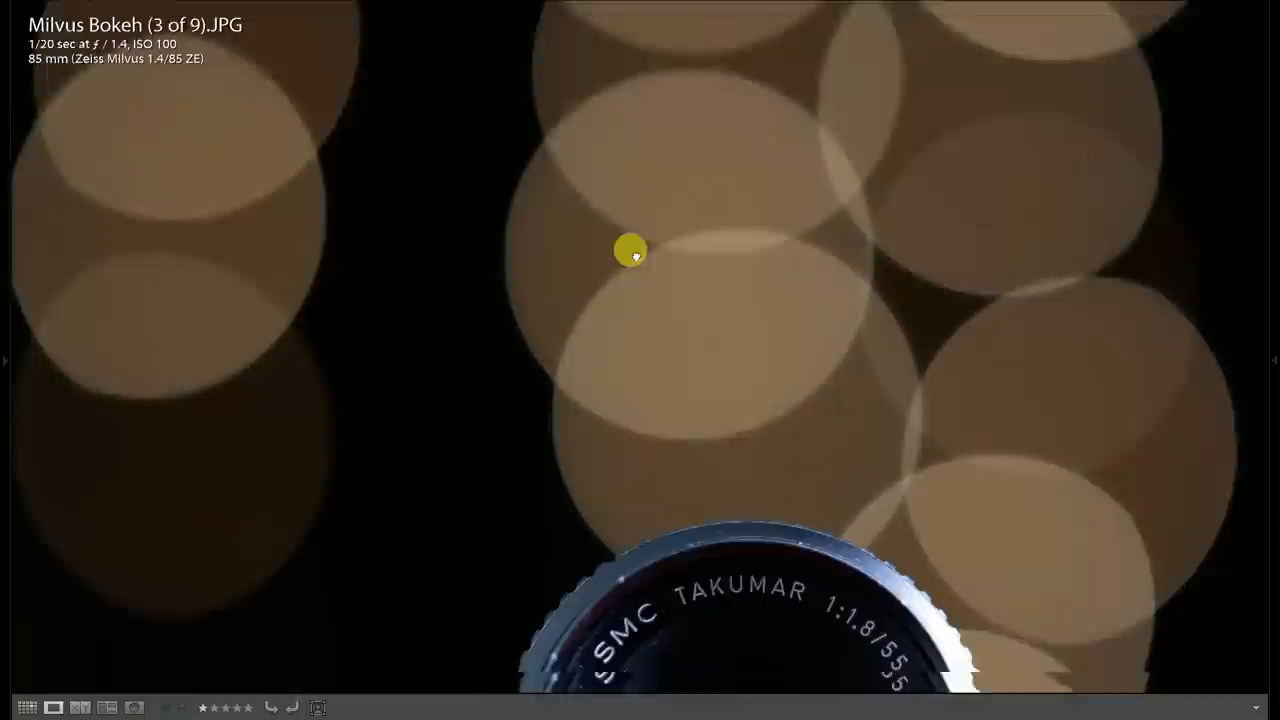 Milvus Bokeh (3 of 9).JPG
1/20 sec at ƒ / 1.4, ISO 100
85 mm (Zeiss Milvus 1.4/85 ZE)
SMC TAKUMAR 1:1.8/55